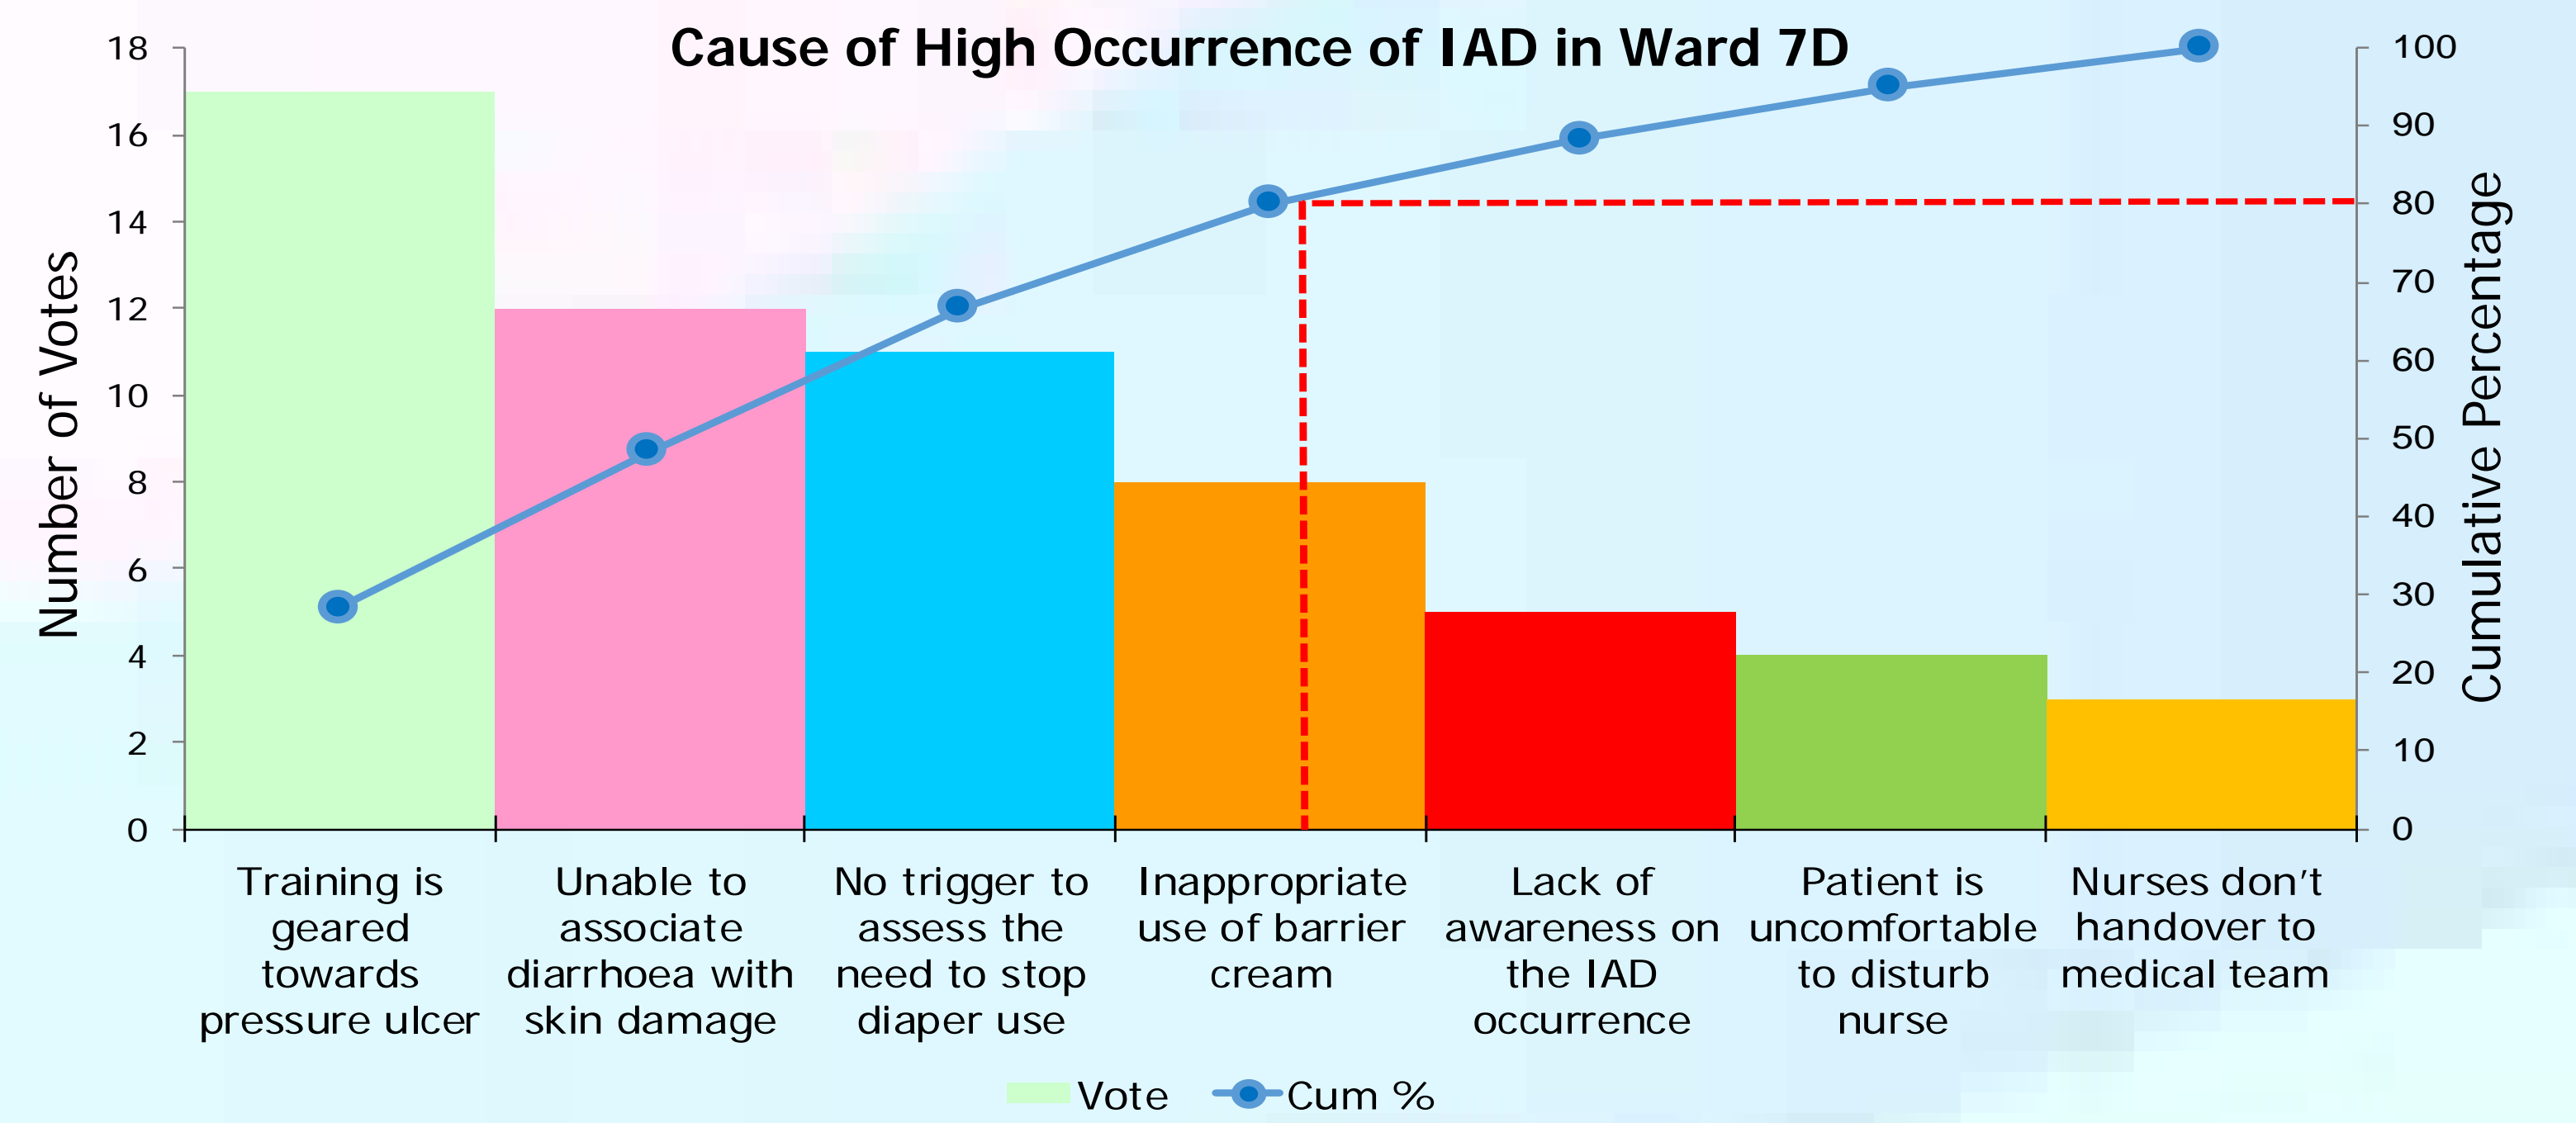 Cause of High Occurrence of IAD in Ward 7D
Number of Votes
18
16
14
12
10
8
6
4
2
0
100
90
80
70
60
50
40
30
20
10
0
Cumulative Percentage
Training is
geared
towards
pressure ulcer
Unable to
associate
diarrhoea with
skin damage
No trigger to
assess the
need to stop
diaper use
Inappropriate
use of barrier
cream
Lack of
awareness on
the IAD
occurrence
Patient is
uncomfortable
to disturb
nurse
Nurses don’t
handover to
medical team
Vote
Cum %